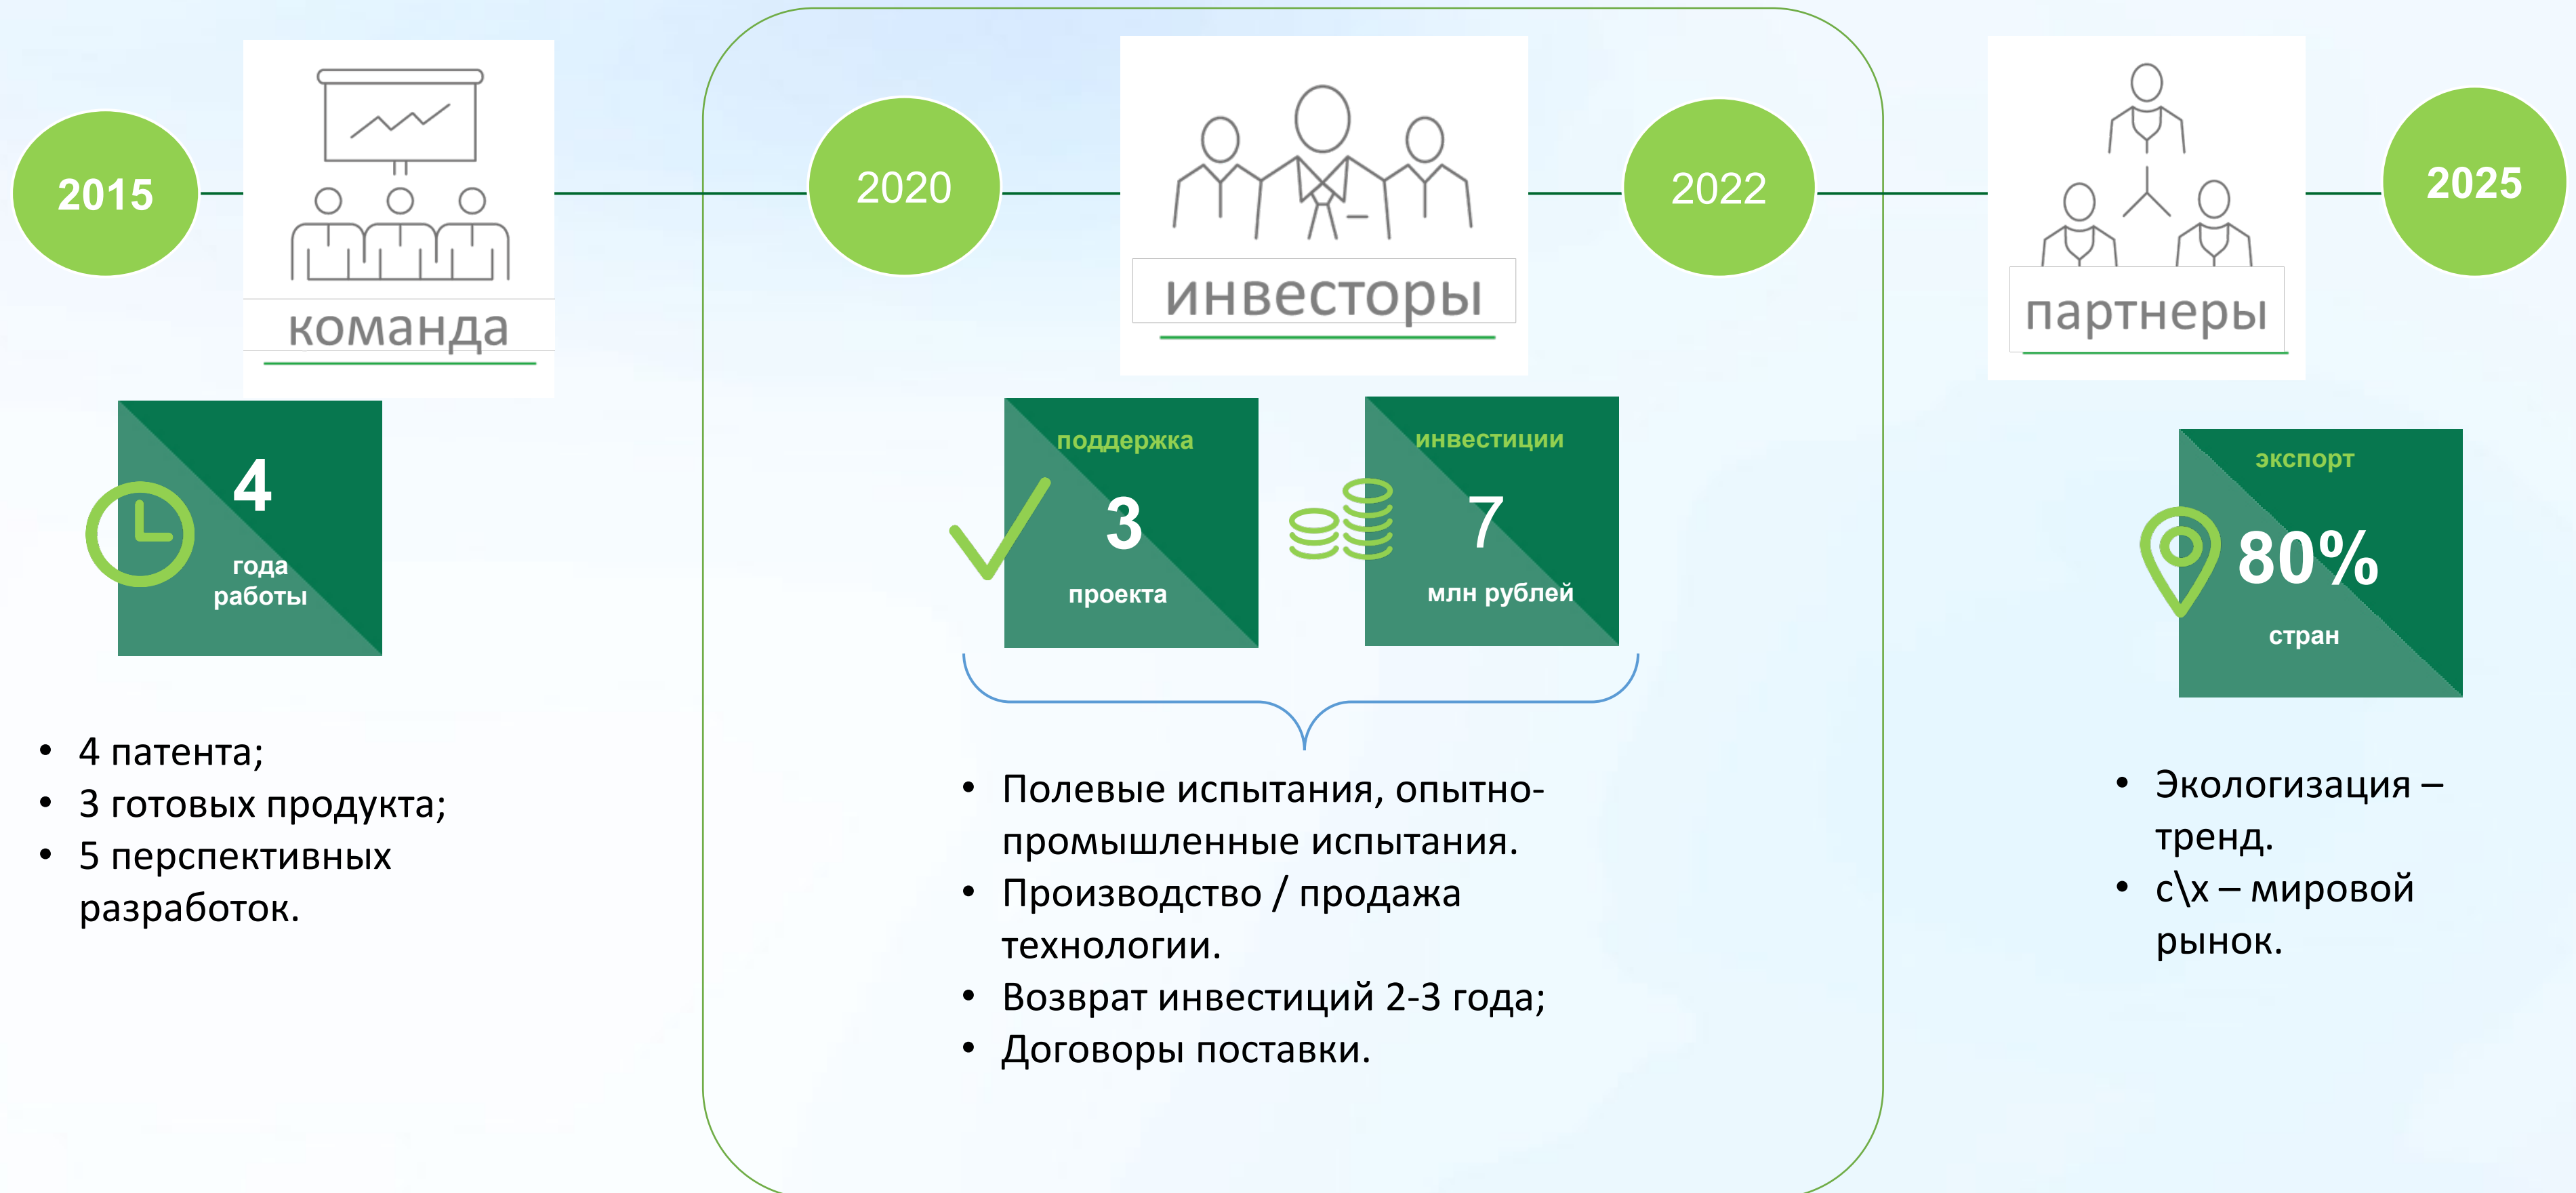 2015
команда
4
года
работы
• 4 патента;
• 3 готовых продукта;
• 5 перспективных
разработок.
2020
инвесторы
2022
поддержка
3
проекта
инвестиции
7
млн рублей
• Полевые испытания, опытно-
промышленные испытания.
• Производство / продажа
технологии.
• Возврат инвестиций 2-3 года;
• Договоры поставки.
партнеры
2025
экспорт
80%
стран
• Экологизация –
тренд.
• с\х – мировой
рынок.